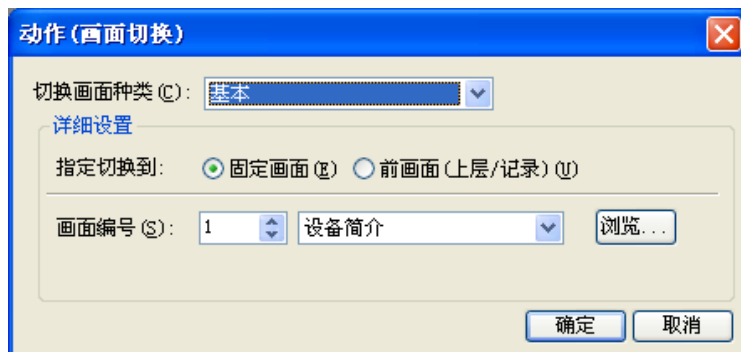 动作(画面切换)
切换画面种类(C): 基本
详细设置
指定切换到: 固定画面(E) 前画面(上层/记录)(U)
画面编号(S): 1 设备简介 浏览...
确定 取消